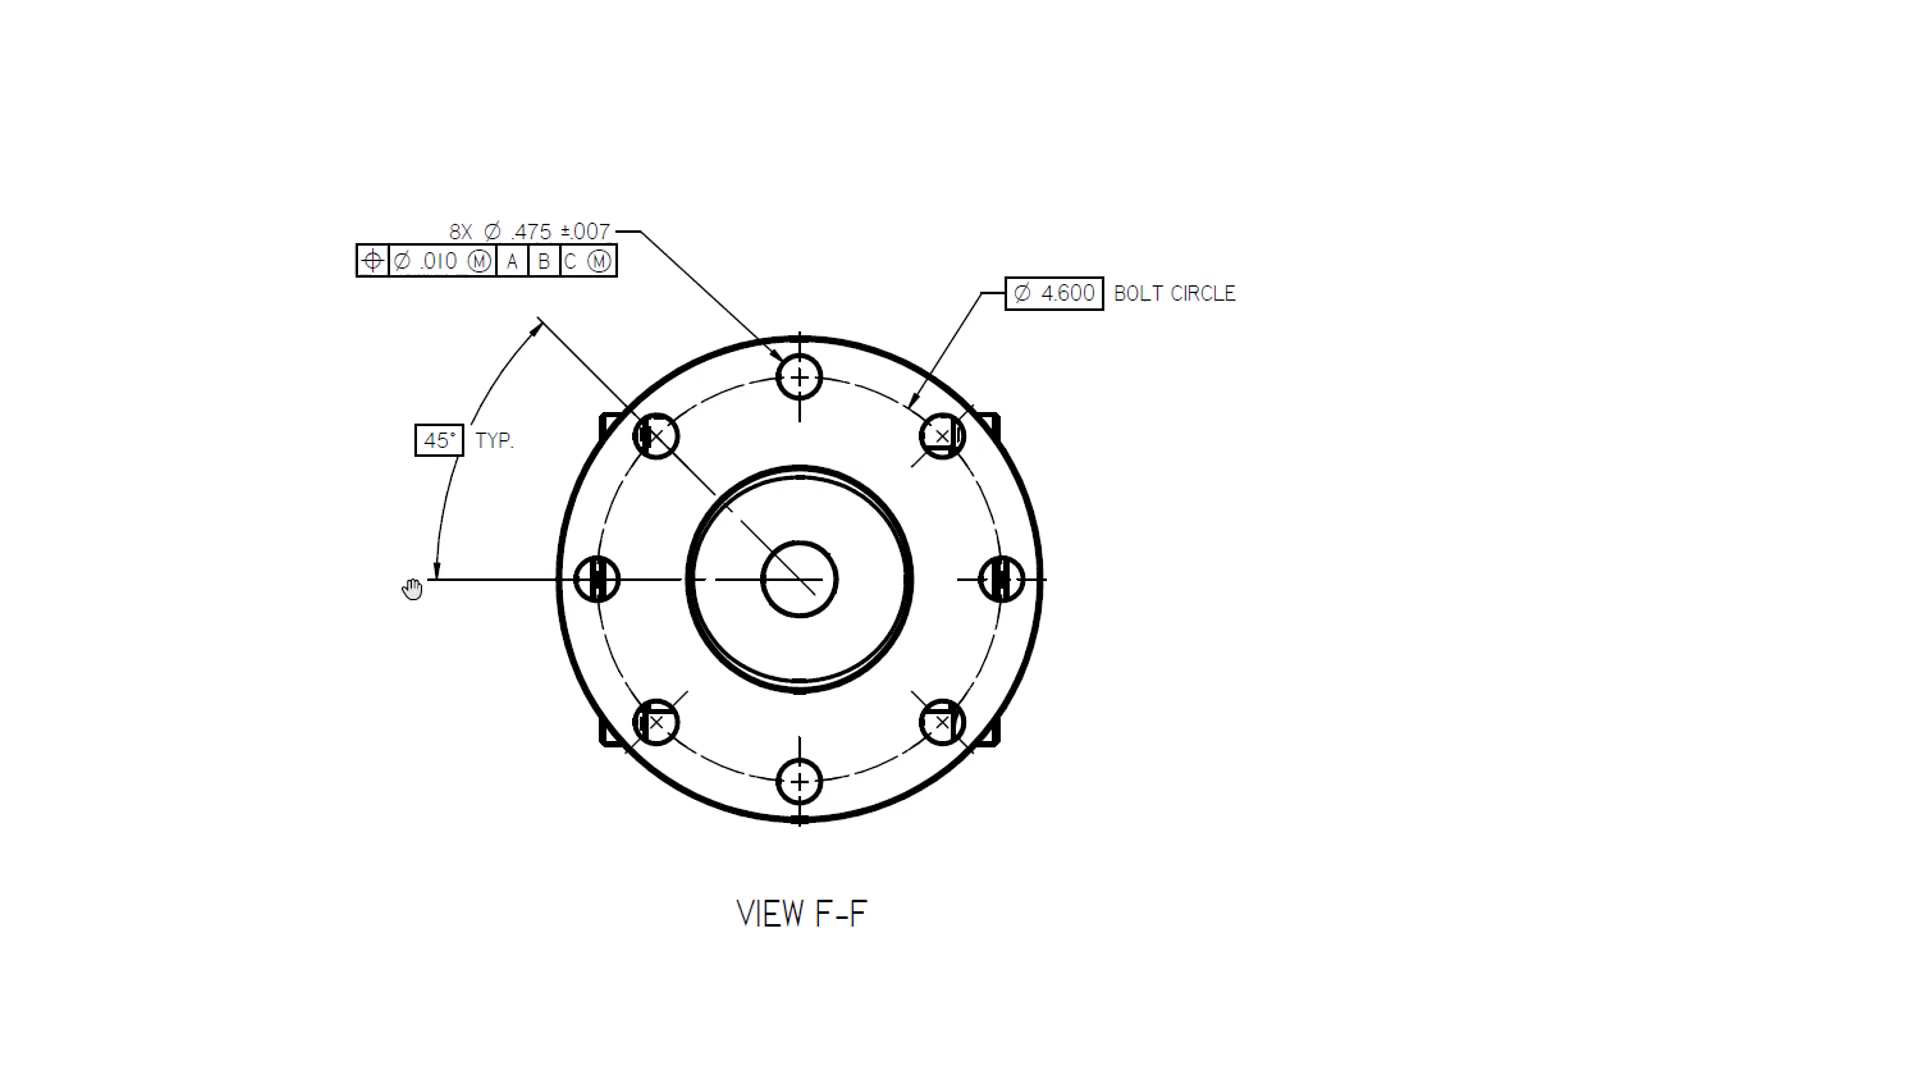 8X ⌀ .475 ±.007
⌖ ⌀ .010 Ⓜ A B C Ⓜ
⌀ 4.600 BOLT CIRCLE
45° TYP.
VIEW F-F